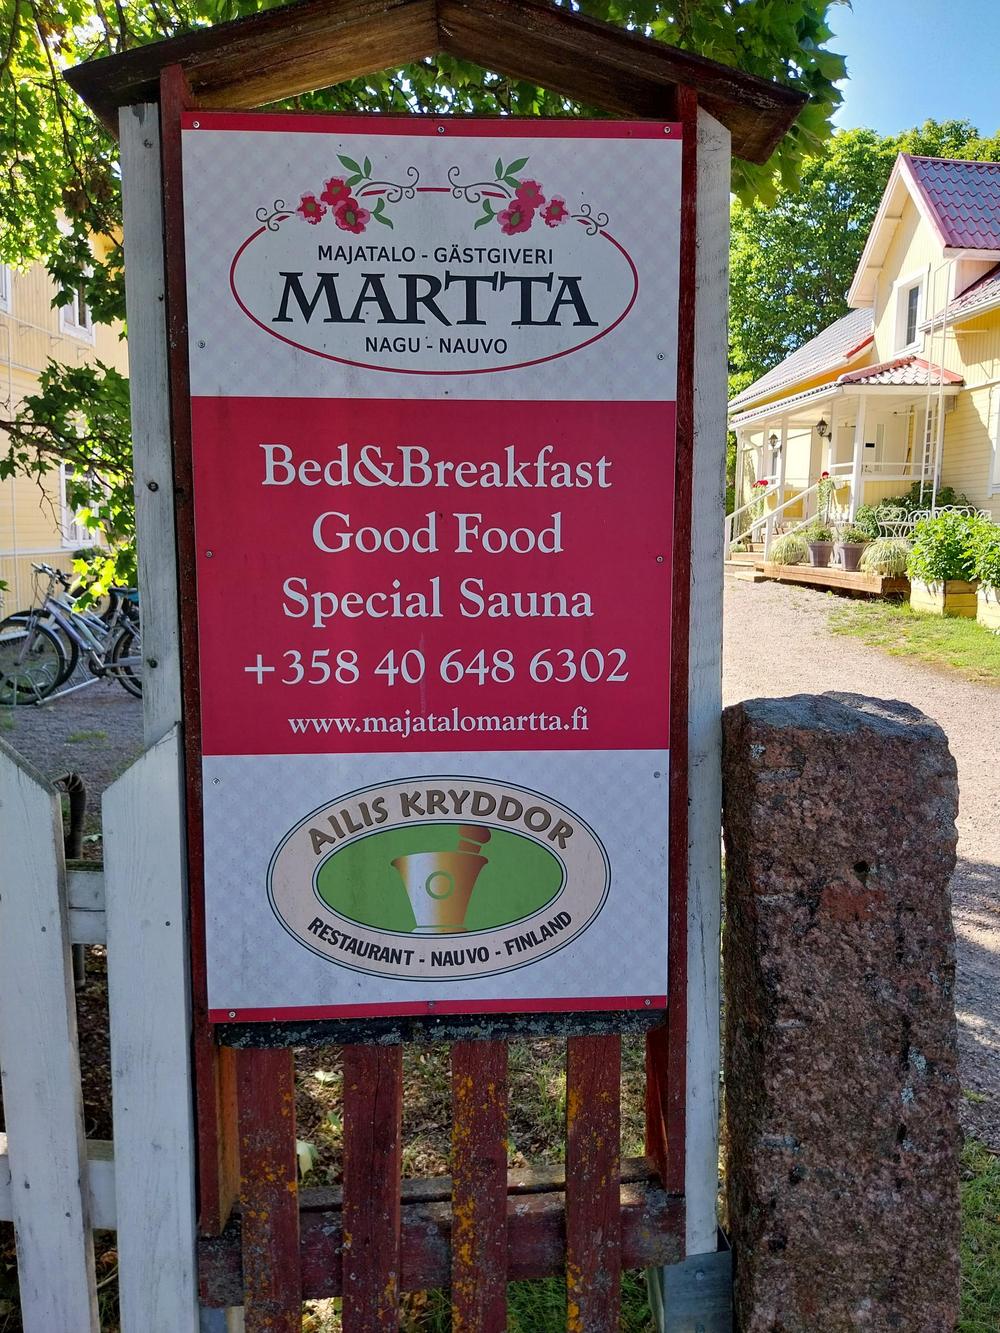 MAJATALO - GÄSTGIVERI
MARTTA
NAGU - NAUVO
Bed&Breakfast
Good Food
Special Sauna
+358 40 648 6302
www.majatalomartta.fi
AILIS KRYDDOR
RESTAURANT - NAUVO - FINLAND